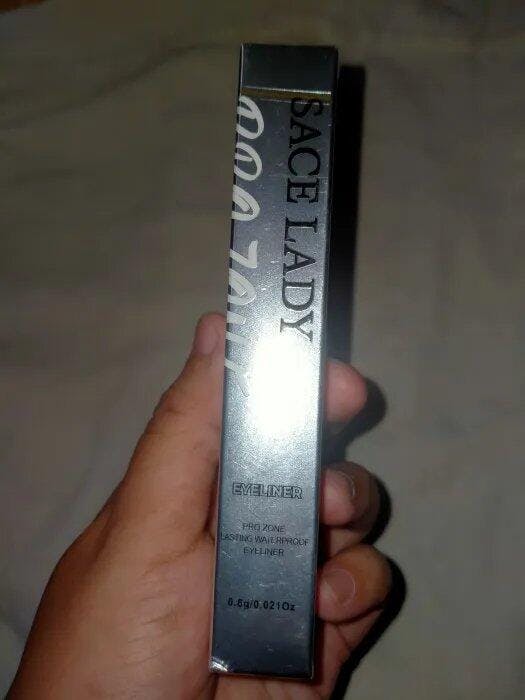 SACE LADY
EYELINER
PRO ZONE
LASTING WATERPROOF
EYELINER
0.6g/0.021Oz